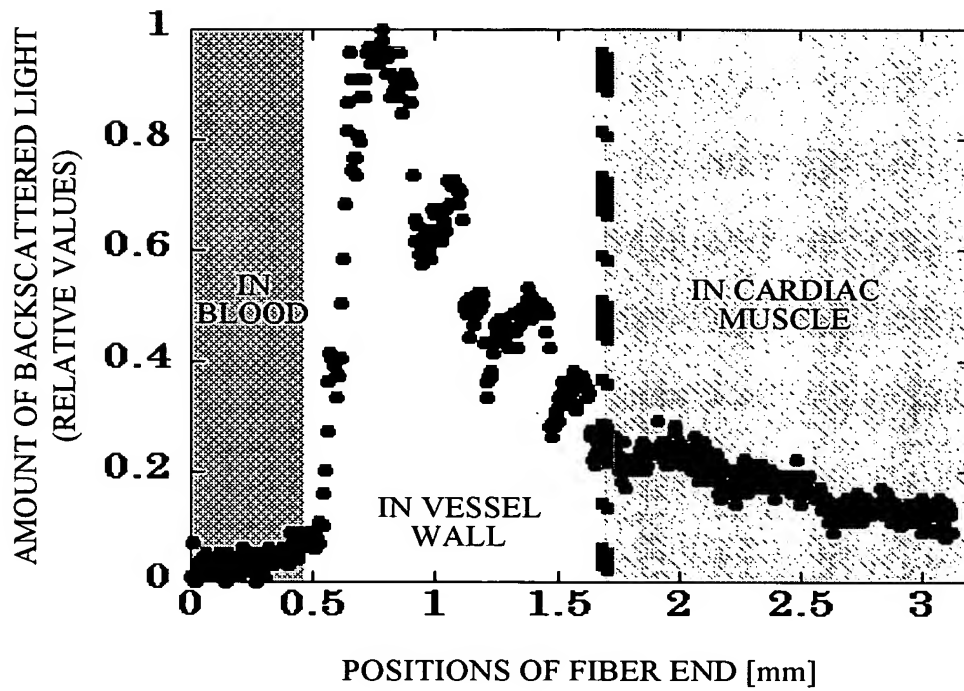 AMOUNT OF BACKSCATTERED LIGHT
(RELATIVE VALUES)
1
0.8
0.6
0.4
0.2
0
IN
BLOOD
IN VESSEL
WALL
IN CARDIAC
MUSCLE
0 0.5 1 1.5 2 2.5 3
POSITIONS OF FIBER END [mm]